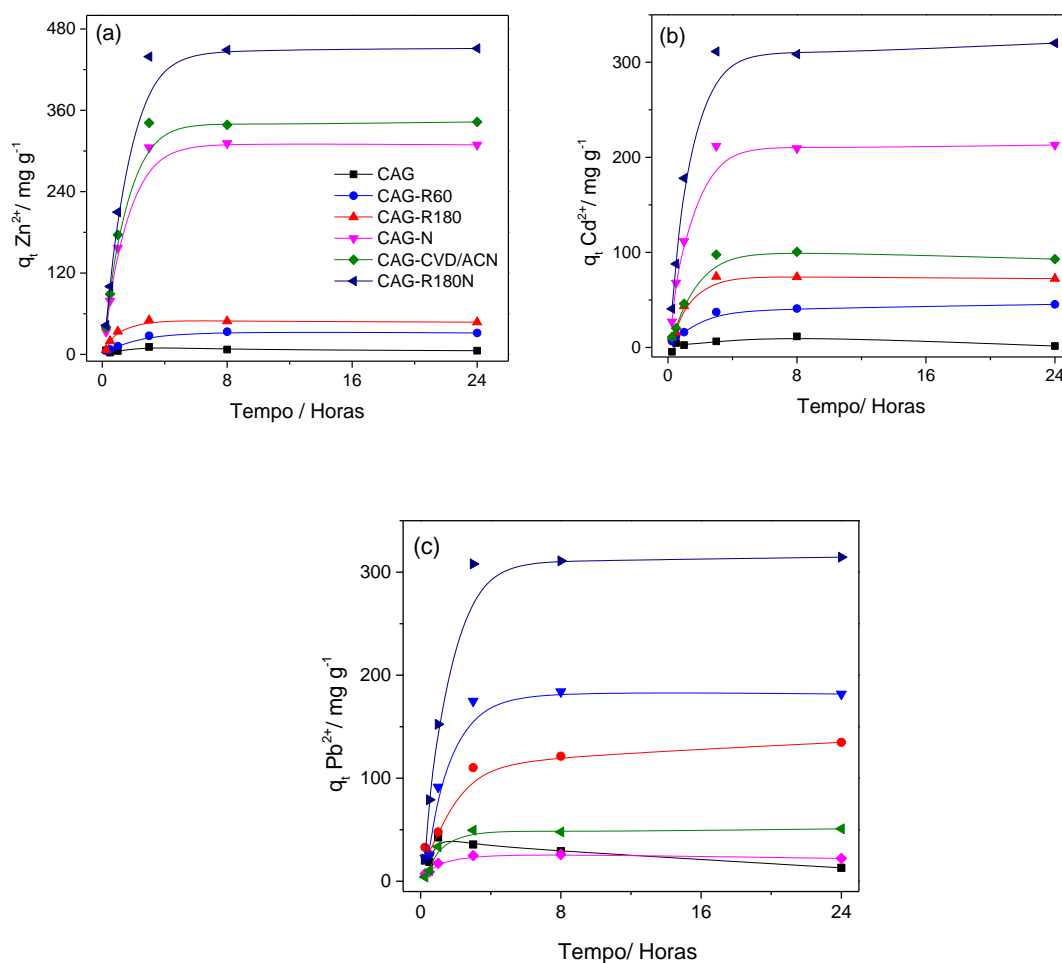 (a)
480
360
240
120
0
q_t Zn²⁺/ mg g⁻¹
CAG
CAG-R60
CAG-R180
CAG-N
CAG-CVD/ACN
CAG-R180N
0 8 16 24
Tempo / Horas
(b)
300
200
100
0
q_t Cd²⁺/ mg g⁻¹
0 8 16 24
Tempo/ Horas
(c)
300
200
100
0
q_t Pb²⁺/ mg g⁻¹
0 8 16 24
Tempo/ Horas